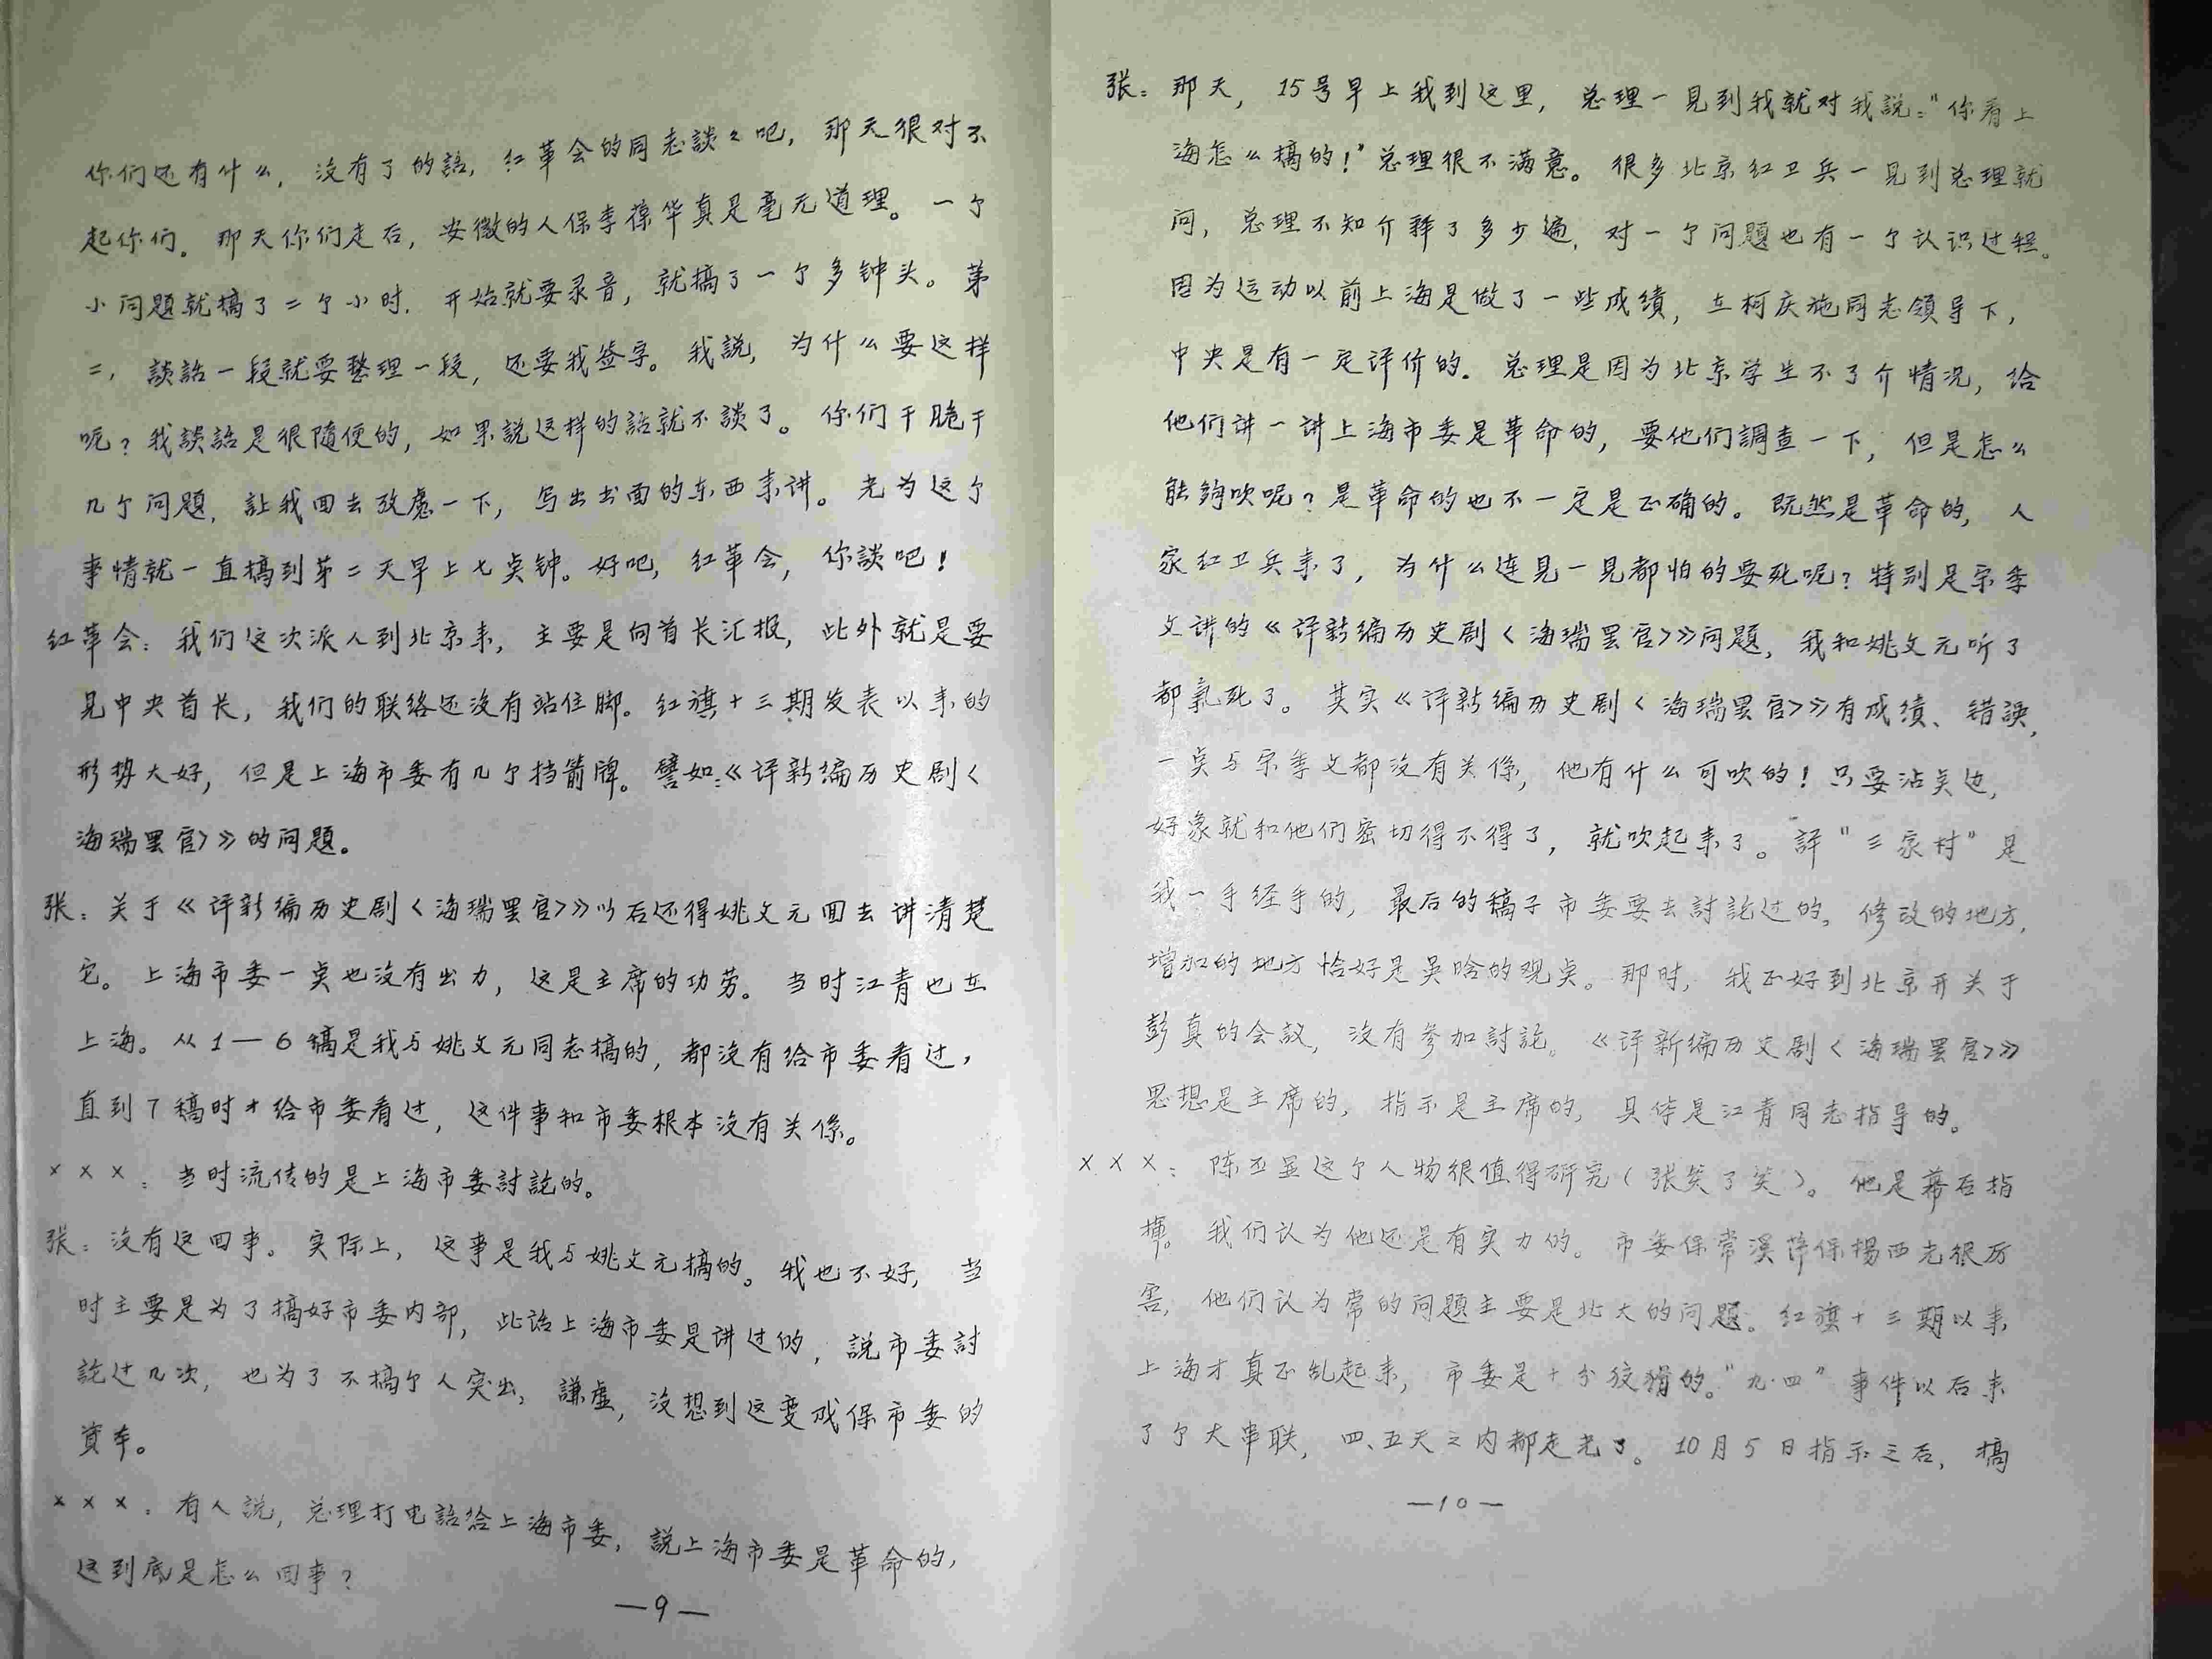 你们还有什么，没有了的話，红革会的同志談々吧，那天很对不
起你们。那天你们走后，安徽的人保李葆华真是毫无道理。一个
小问題就搞了二个小时．开始就要录音，就搞了一个多钟头。第
二，談話一段就要整理一段，还要我签字。我説，为什么要这样
呢？我談話是很随便的，如果説这样的話就不談了。你们干脆干
几个问題，訁上我回去攷虑一下，写出书面的东西来讲。光为这个
事情就一直搞到第二天早上七点钟。好吧，红革会，你談吧！
红革会：我们这次派人到北京来，主要是向首长汇报，此外就是要
見中央首长，我们的联络还没有站住脚。红旗十三期发表以来的
形势大好，但是上海市委有几个挡箭牌。譬如：《评新编历史剧〈
海瑞罢官〉》的问題。
张：关于《评新编历史剧〈海瑞罢官〉》以后还得姚文元回去讲清楚
它。上海市委一点也没有出力，这是主席的功劳。当时江青也在
上海。从1—6稿是我与姚文元同志搞的，都没有给市委看过，
直到7稿时才给市委看过，这件事和市委根本没有关係。
×××：当时流传的是上海市委討論的。
张：没有这回事。实际上，这事是我与姚文元搞的。我也不好，当
时主要是为了搞好市委内部，此話上海市委是讲过的，説市委討
論过几次，也为了不搞个人突出，謙虚，没想到这变成保市委的
資本。
×××：有人説，总理打电話给上海市委，説上海市委是革命的，
这到底是怎么回事？
—9—
张：那天，15号早上我到这里，总理一見到我就对我説：“你看上
海怎么搞的！”总理很不满意。很多北京红卫兵一見到总理就
问，总理不知介释了多少遍，对一个问題也有一个认识过程。
因为运动以前上海是做了一些成绩，在柯庆施同志领导下，
中央是有一定评价的．总理是因为北京学生不了介情况，给
他们讲一讲上海市委是革命的，要他们調查一下，但是怎么
能夠吹呢？是革命的也不一定是正确的。既然是革命的，人
家红卫兵来了，为什么连見一見都怕的要死呢？特别是宗季
文讲的《评新编历史剧〈海瑞罢官〉》问題，我和姚文元听了
都氣死了。其实《评新编历史剧〈海瑞罢官〉》有成绩、错誤，
一点与宗季文都没有关係，他有什么可吹的！只要沾点边，
好象就和他们密切得不得了，就吹起来了。評“三家村”是
我一手经手的，最后的稿子市委要去討論过的。修改的地方，
增加的地方恰好是吳晗的观点。那时，我正好到北京开关于
彭真的会议，没有参加討論。《评新编历史剧〈海瑞罢官〉》
思想是主席的，指示是主席的，具体是江青同志指导的。
×××：陈丕显这个人物很值得研究（张笑了笑）。他是幕后指
挥。我们认为他还是有实力的。市委保常溪萍保楊西光很厉
害，他们认为常的问題主要是北大的问題。红旗十三期以来
上海才真正乱起来，市委是十分狡猾的。“九·四”事件以后来
了个大串联，四、五天之内都走光了。10月5日指示之后，搞
—10—